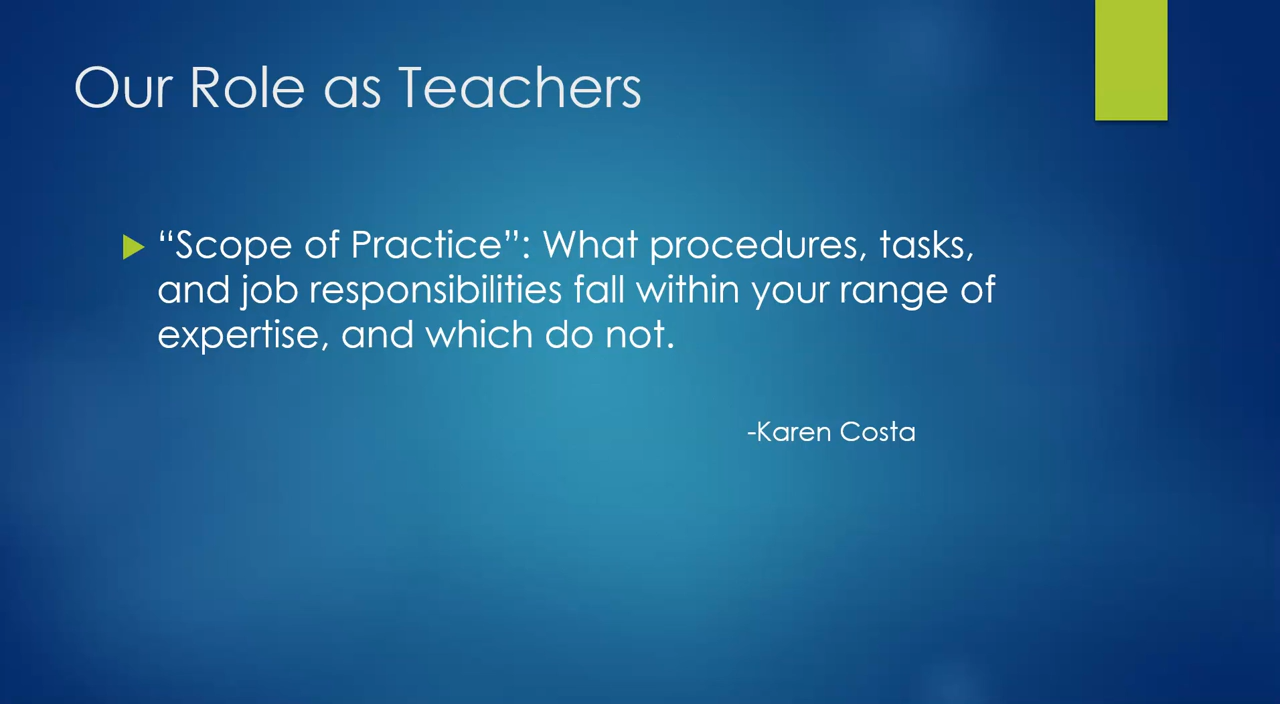 Our Role as Teachers
“Scope of Practice”: What procedures, tasks,
and job responsibilities fall within your range of
expertise, and which do not.
-Karen Costa